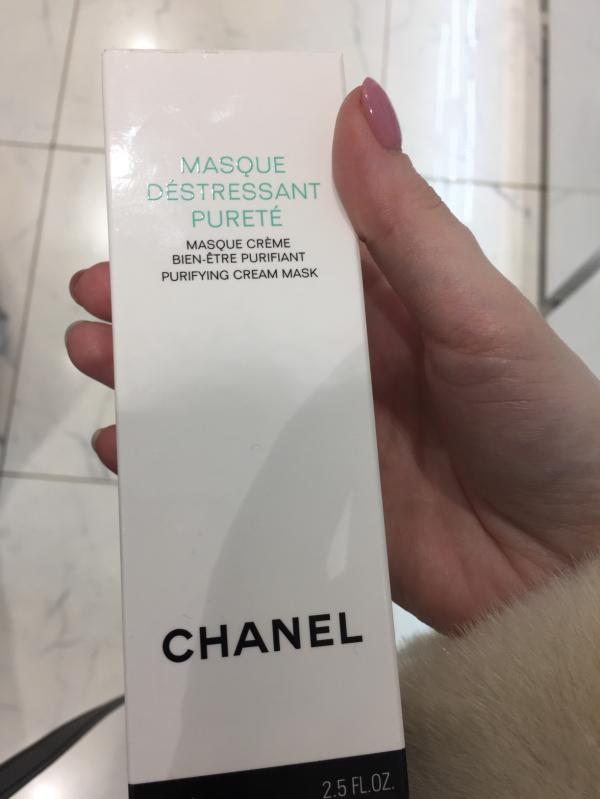 MASQUE
DÉSTRESSANT
PURETÉ
MASQUE CRÈME
BIEN-ÊTRE PURIFIANT
PURIFYING CREAM MASK
CHANEL
2.5 FL.OZ.